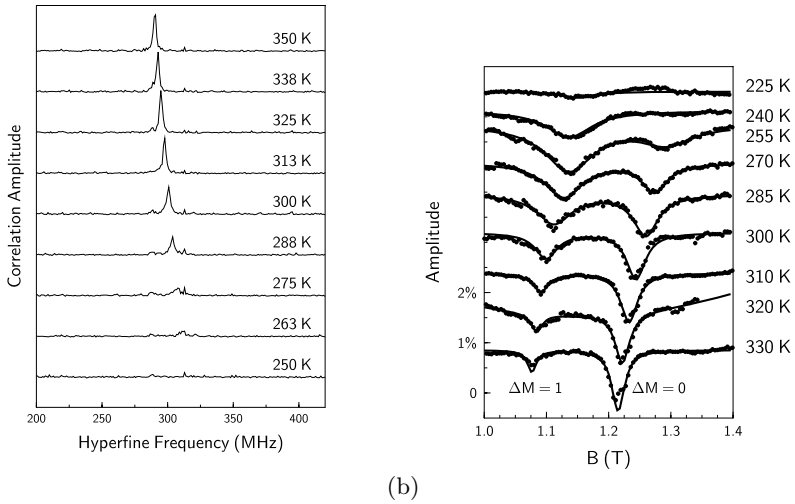 350 K
338 K
325 K
313 K
300 K
288 K
275 K
263 K
250 K
Correlation Amplitude
200
250
300
350
400
Hyperfine Frequency (MHz)
225 K
240 K
255 K
270 K
285 K
300 K
310 K
320 K
330 K
Amplitude
2%
1%
0
ΔM = 1
ΔM = 0
1.0
1.1
1.2
1.3
1.4
B (T)
(b)